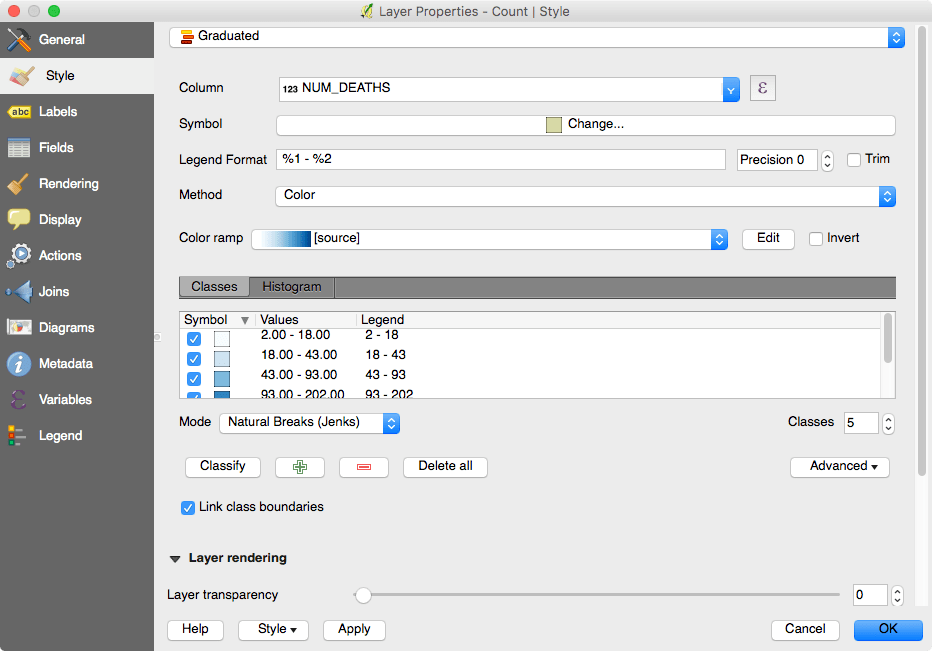 Layer Properties - Count | Style
General
Style
abc Labels
Fields
Rendering
Display
Actions
Joins
Diagrams
i Metadata
ε Variables
Legend
Graduated
Column 123 NUM_DEATHS ε
Symbol Change...
Legend Format %1 - %2 Precision 0 Trim
Method Color
Color ramp [source] Edit Invert
Classes Histogram
Symbol Values Legend
2.00 - 18.00 2 - 18
18.00 - 43.00 18 - 43
43.00 - 93.00 43 - 93
93.00 - 202.00 93 - 202
Mode Natural Breaks (Jenks) Classes 5
Classify Delete all Advanced
Link class boundaries
Layer rendering
Layer transparency 0
Help Style Apply Cancel OK